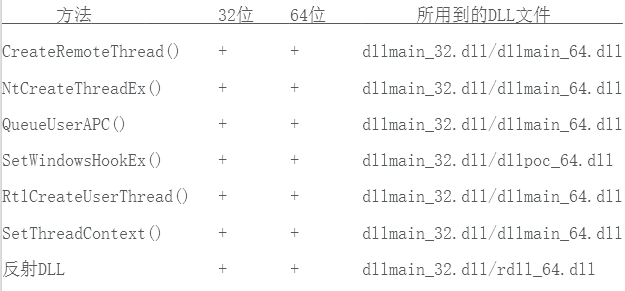 方法 32位 64位 所用到的DLL文件
CreateRemoteThread() + + dllmain_32.dll/dllmain_64.dll
NtCreateThreadEx() + + dllmain_32.dll/dllmain_64.dll
QueueUserAPC() + + dllmain_32.dll/dllmain_64.dll
SetWindowsHookEx() + + dllmain_32.dll/dllpoc_64.dll
RtlCreateUserThread() + + dllmain_32.dll/dllmain_64.dll
SetThreadContext() + + dllmain_32.dll/dllmain_64.dll
反射DLL + + dllmain_32.dll/rdll_64.dll